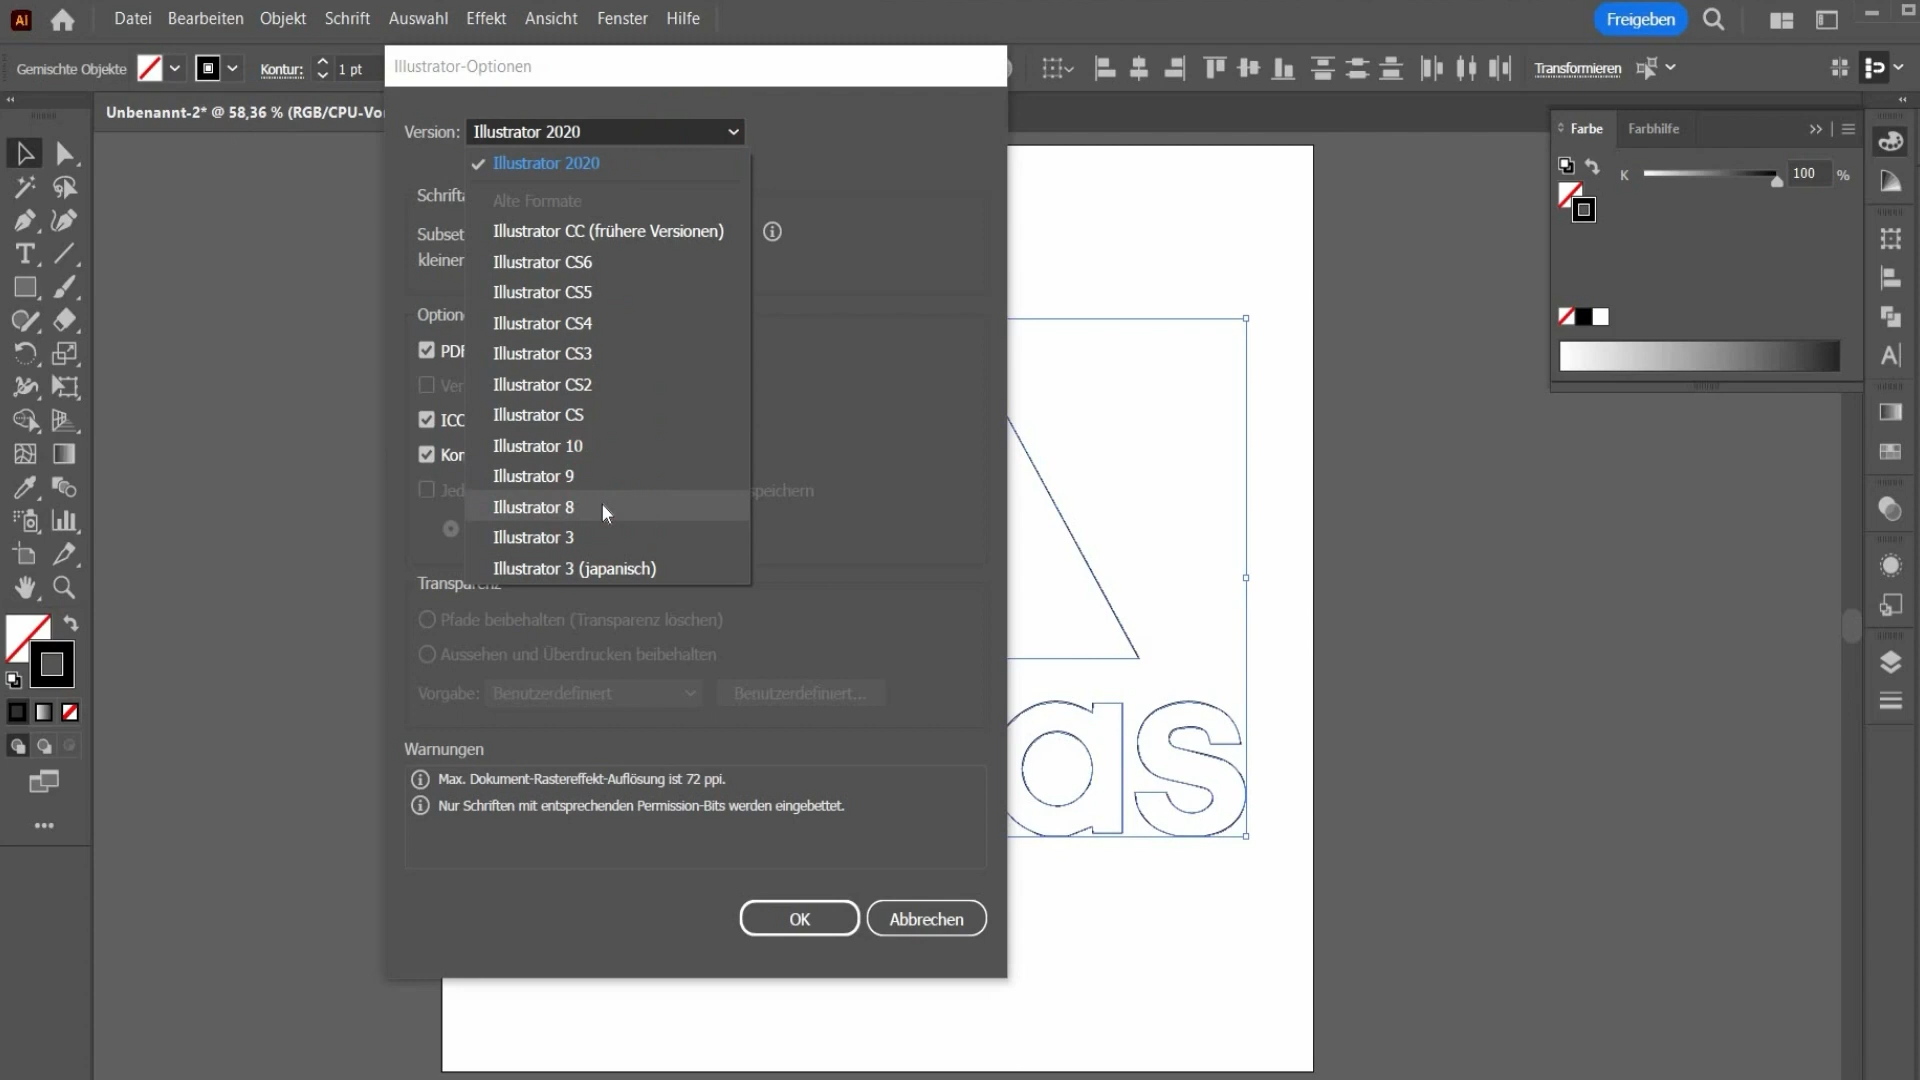 Ai
Datei Bearbeiten Objekt Schrift Auswahl Effekt Ansicht Fenster Hilfe
Freigeben
Gemischte Objekte
Kontur: 1 pt
Transformieren
Illustrator-Optionen
Unbenannt-2* @ 58,36 % (RGB/CPU-Vo
Version: Illustrator 2020
Illustrator 2020
Alte Formate
Illustrator CC (frühere Versionen)
Illustrator CS6
Illustrator CS5
Illustrator CS4
Illustrator CS3
Illustrator CS2
Illustrator CS
Illustrator 10
Illustrator 9
Illustrator 8
Illustrator 3
Illustrator 3 (japanisch)
Subset
kleiner
Option
PDF
Ver
ICC
Kon
Jed
speichern
Transparenz
Pfade beibehalten (Transparenz löschen)
Aussehen und Überdrucken beibehalten
Vorgabe: Benutzerdefiniert
Benutzerdefiniert...
Warnungen
Max. Dokument-Rastereffekt-Auflösung ist 72 ppi.
Nur Schriften mit entsprechenden Permission-Bits werden eingebettet.
OK
Abbrechen
as
Farbe
Farbhilfe
K 100 %